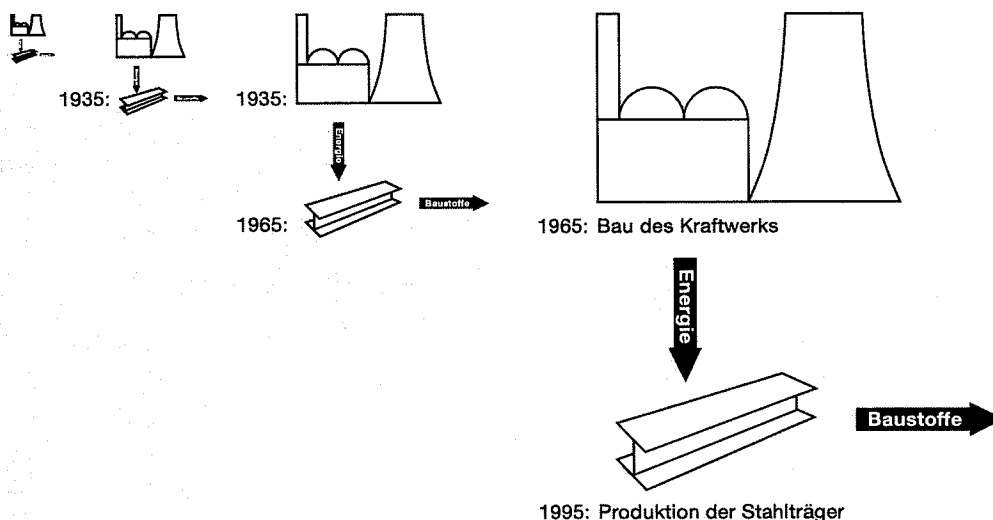 1935:
1935:
Energie
1965:
Baustoffe
1965: Bau des Kraftwerks
Energie
Baustoffe
1995: Produktion der Stahlträger